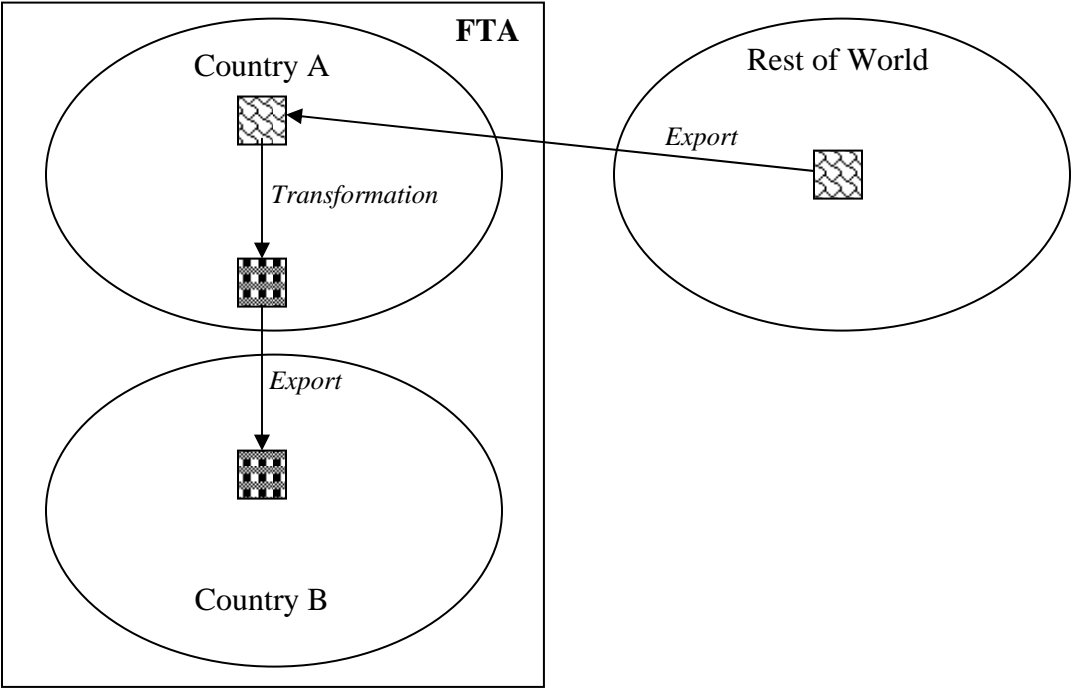 FTA
Country A
Rest of World
Export
Transformation
Export
Country B